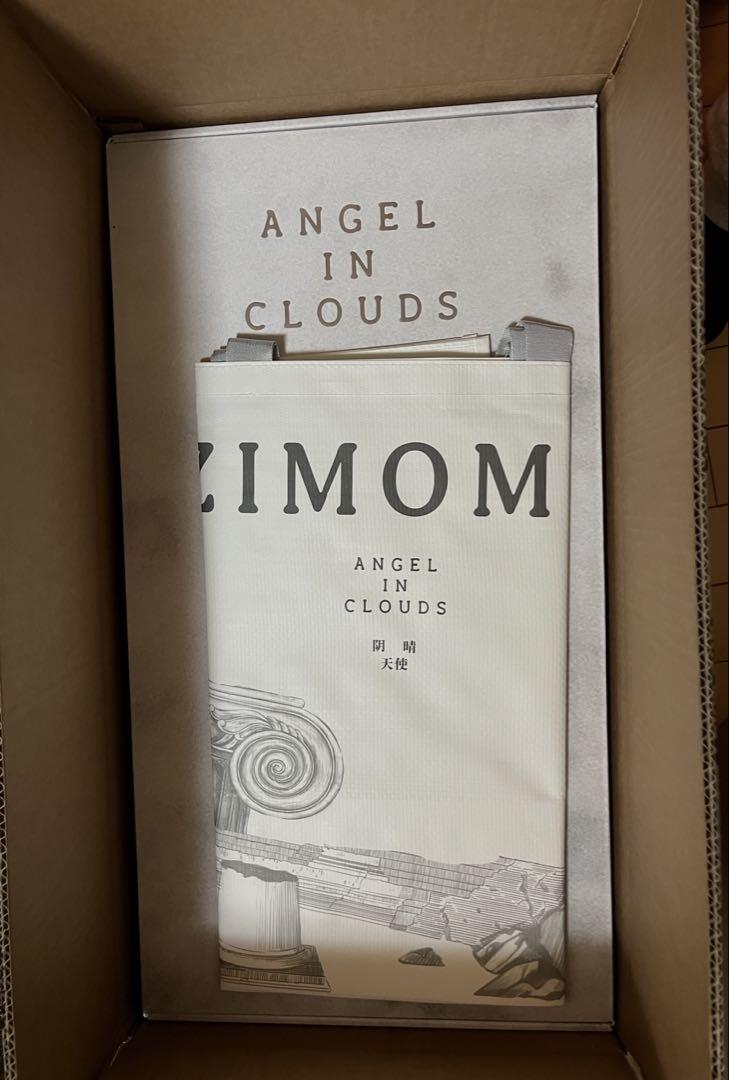 ANGEL
IN
CLOUDS
ZIMOM
ANGEL
IN
CLOUDS
阴 晴
天使